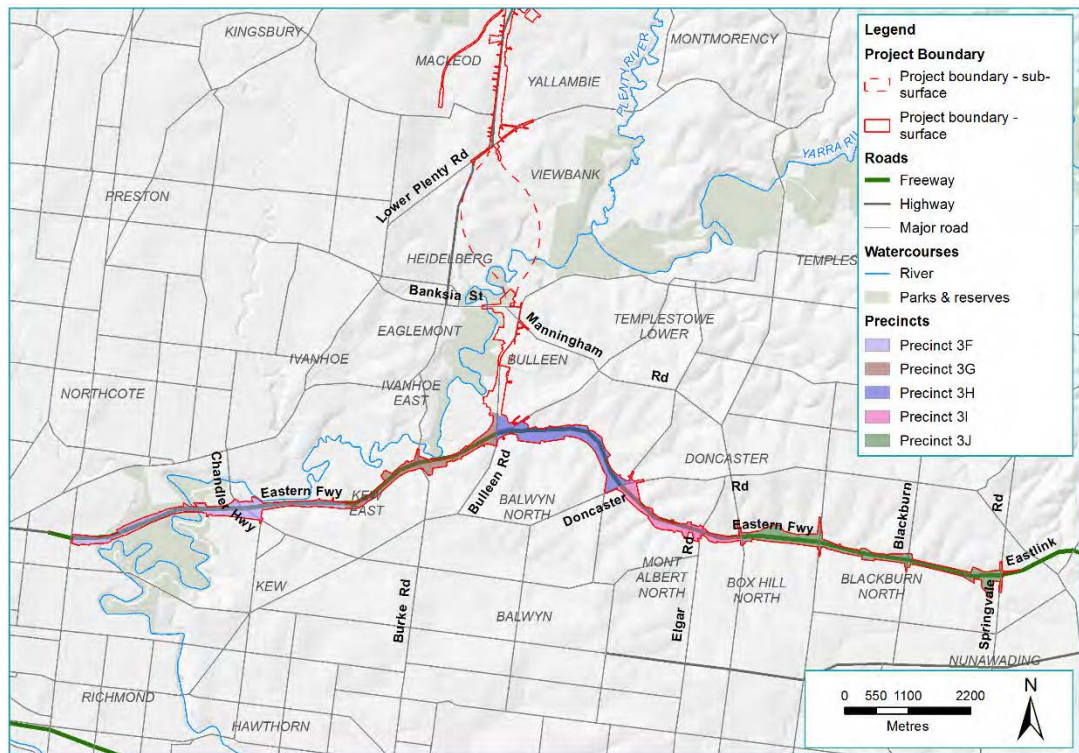 KINGSBURY
MACLEOD
YALLAMBIE
MONTMORENCY
PLENTY RIVER
YARRA RI
Lower Plenty Rd
VIEWBANK
PRESTON
HEIDELBERG
TEMPLES
Banksia St
EAGLEMONT
Manningham
Rd
TEMPLESTOWE
LOWER
BULLEEN
IVANHOE
IVANHOE
EAST
NORTHCOTE
Chandler Hwy
Eastern Fwy
KEW
EAST
Bulleen Rd
BALWYN
NORTH
Doncaster
Rd
DONCASTER
Eastern Fwy
Blackburn
Rd
Eastlink
KEW
Burke Rd
BALWYN
MONT
ALBERT
NORTH
Elgar
Rd
BOX HILL
NORTH
BLACKBURN
NORTH
Springvale
NUNAWADING
RICHMOND
HAWTHORN
Legend
Project Boundary
Project boundary - sub-
surface
Project boundary -
surface
Roads
Freeway
Highway
Major road
Watercourses
River
Parks & reserves
Precincts
Precinct 3F
Precinct 3G
Precinct 3H
Precinct 3I
Precinct 3J
0 550 1100 2200
Metres
N